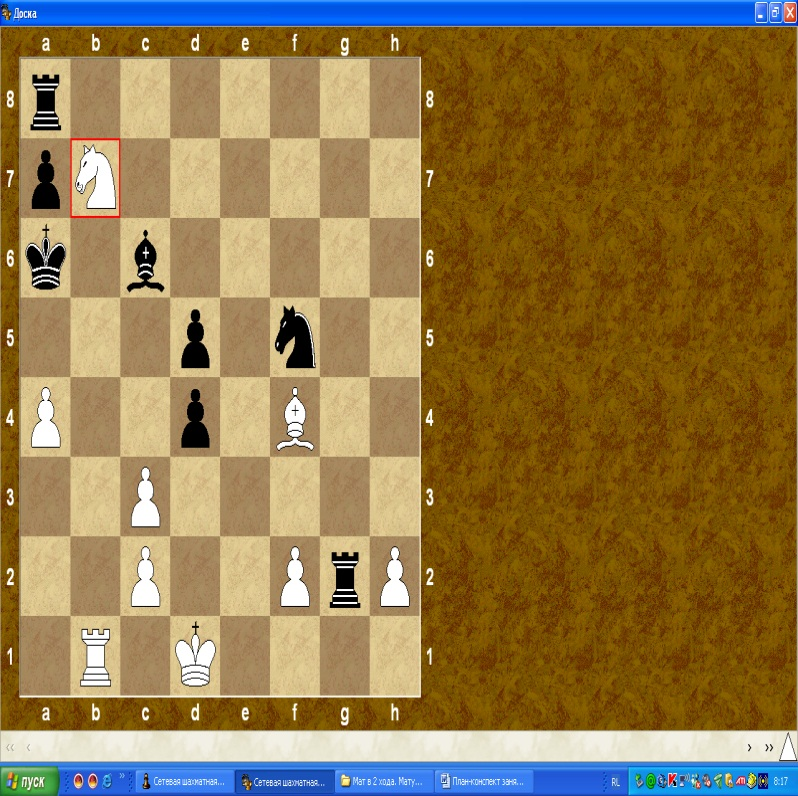 Доска
a b c d e f g h
8 8
7 7
6 6
5 5
4 4
3 3
2 2
1 1
a b c d e f g h
« ‹ › »
пуск » Сетевая шахматная... Сетевая шахматная... Мат в 2 хода. Мату... План-конспект заня... RL 8:17